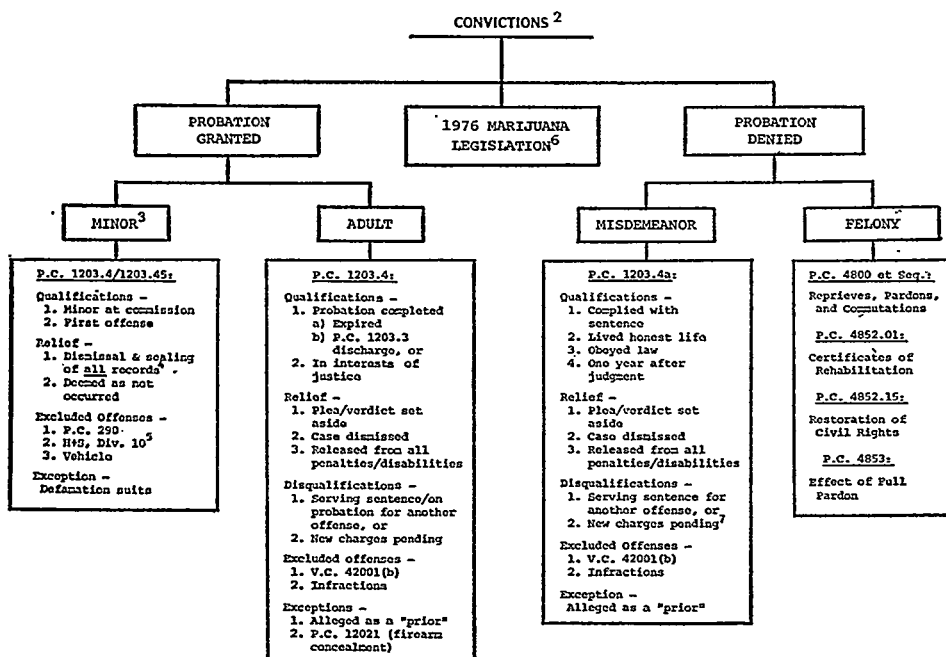 CONVICTIONS 2
PROBATION
GRANTED
1976 MARIJUANA
LEGISLATION6
PROBATION
DENIED
MINOR3
ADULT
MISDEMEANOR
FELONY
P.C. 1203.4/1203.45:
Qualifications -
1. Minor at commission
2. First offense
Relief -
1. Dismissal & sealing
of all records4
2. Deemed as not
occurred
Excluded Offenses -
1. P.C. 290
2. H&S, Div. 105
3. Vehicle
Exception -
Defamation suits
P.C. 1203.4:
Qualifications -
1. Probation completed
a) Expired
b) P.C. 1203.3
discharge, or
2. In interests of
justice
Relief -
1. Plea/verdict set
aside
2. Case dismissed
3. Released from all
penalties/disabilities
Disqualifications -
1. Serving sentence/on
probation for another
offense, or
2. New charges pending
Excluded offenses -
1. V.C. 42001(b)
2. Infractions
Exceptions -
1. Alleged as a "prior"
2. P.C. 12021 (firearm
concealment)
P.C. 1203.4a:
Qualifications -
1. Complied with
sentence
2. Lived honest life
3. Obeyed law
4. One year after
judgment
Relief -
1. Plea/verdict set
aside
2. Case dismissed
3. Released from all
penalties/disabilities
Disqualifications -
1. Serving sentence for
another offense, or
2. New charges pending7
Excluded Offenses -
1. V.C. 42001(b)
2. Infractions
Exception -
Alleged as a "prior"
P.C. 4800 et Seq.:
Reprieves, Pardons,
and Commutations
P.C. 4852.01:
Certificates of
Rehabilitation
P.C. 4852.15:
Restoration of
Civil Rights
P.C. 4853:
Effect of Full
Pardon